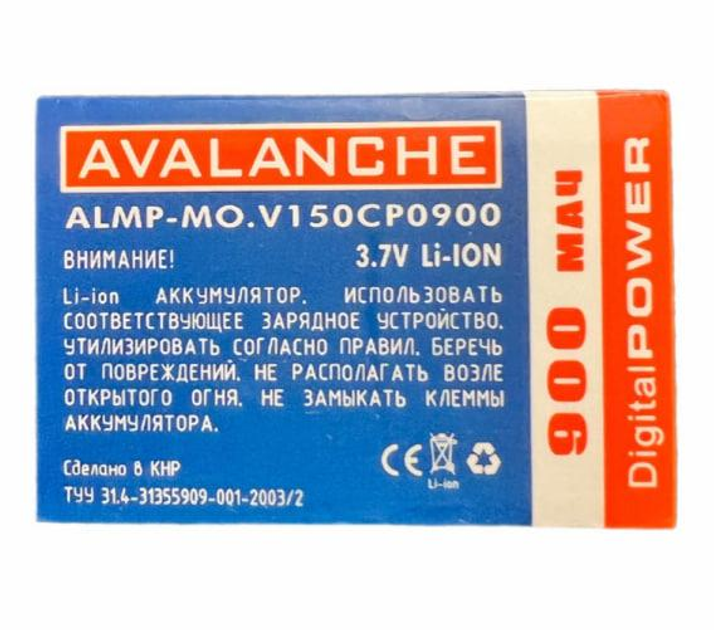 AVALANCHE
ALMP-MO.V150CP0900
ВНИМАНИЕ!
3.7V Li-ION
Li-ion АККУМУЛЯТОР. ИСПОЛЬЗОВАТЬ
СООТВЕТСТВУЮЩЕЕ ЗАРЯДНОЕ УСТРОЙСТВО.
УТИЛИЗИРОВАТЬ СОГЛАСНО ПРАВИЛ. БЕРЕЧЬ
ОТ ПОВРЕЖДЕНИЙ. НЕ РАСПОЛАГАТЬ ВОЗЛЕ
ОТКРЫТОГО ОГНЯ. НЕ ЗАМЫКАТЬ КЛЕММЫ
АККУМУЛЯТОРА.
Сделано в КНР
ТУУ 31.4-31355909-001-2003/2
CE
Li-ion
900 МАЧ
DigitalPOWER